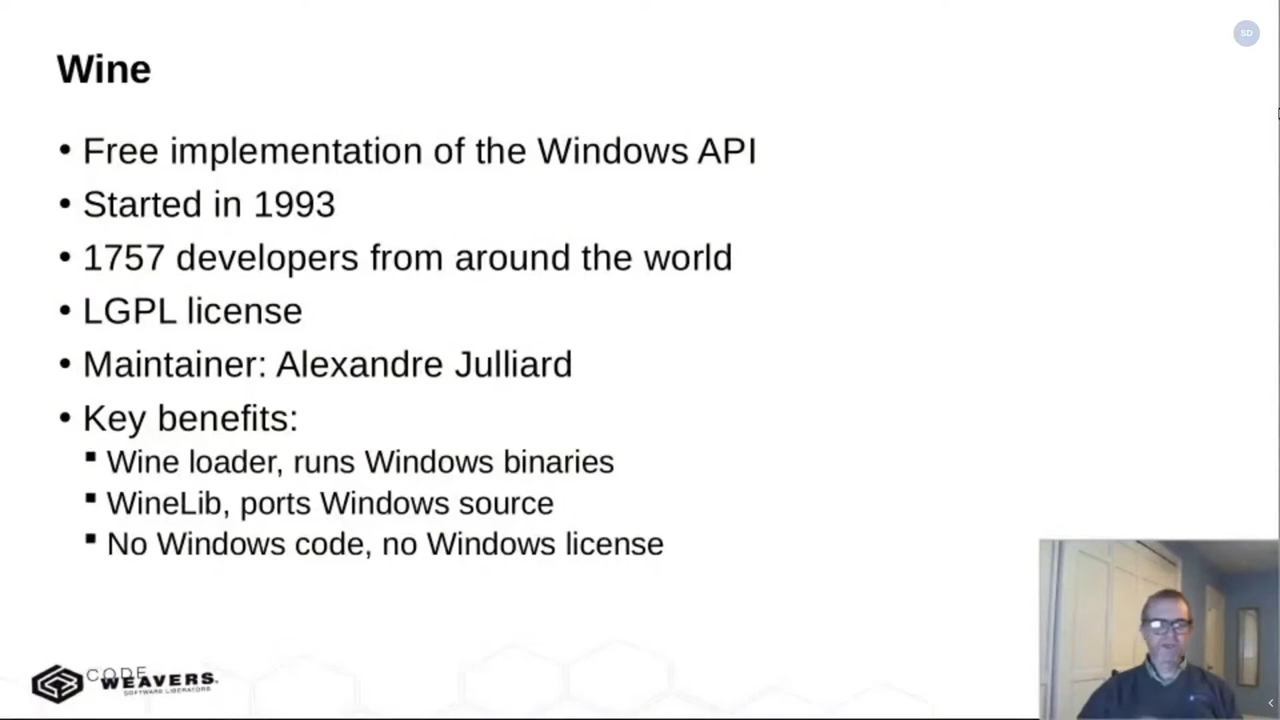 SD
Wine
• Free implementation of the Windows API
• Started in 1993
• 1757 developers from around the world
• LGPL license
• Maintainer: Alexandre Julliard
• Key benefits:
▪ Wine loader, runs Windows binaries
▪ WineLib, ports Windows source
▪ No Windows code, no Windows license
CODE
WEAVERS.
SOFTWARE LIBERATORS